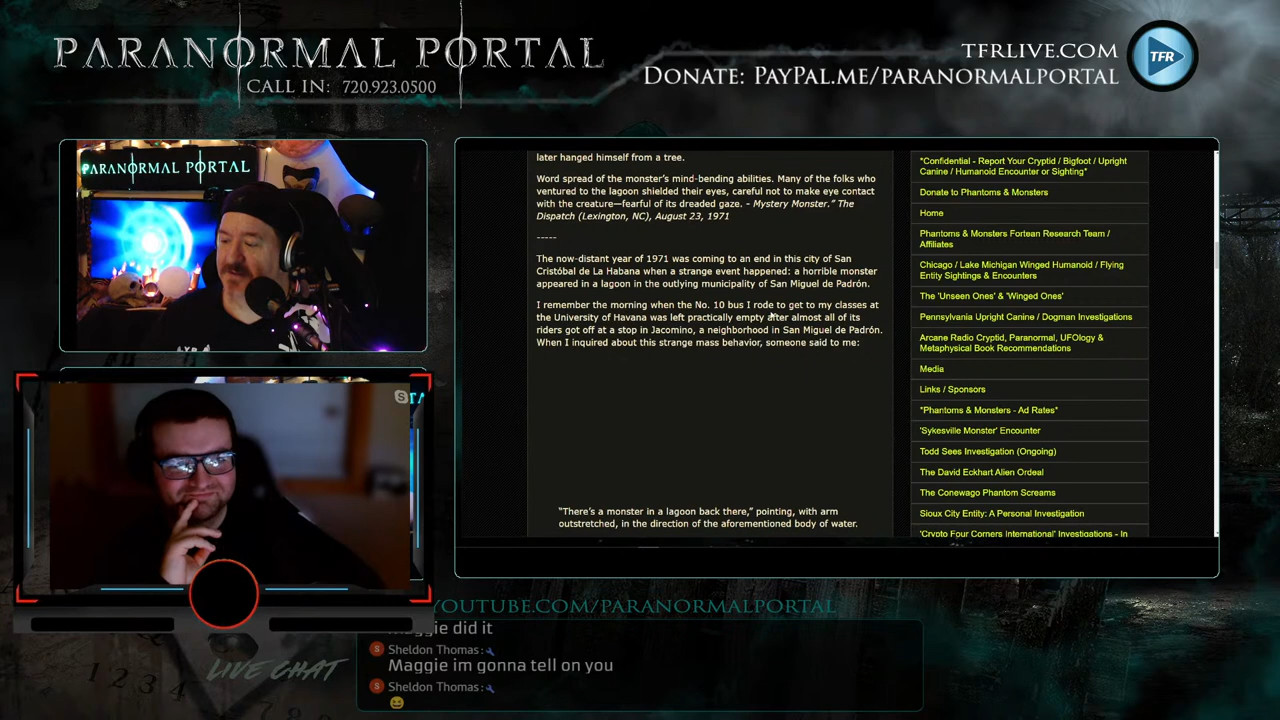 PARANORMAL PORTAL
CALL IN: 720.923.0500
TFRLIVE.COM
DONATE: PAYPAL.ME/PARANORMALPORTAL
TFR
PARANORMAL PORTAL
later hanged himself from a tree.
Word spread of the monster's mind-bending abilities. Many of the folks who
ventured to the lagoon shielded their eyes, careful not to make eye contact
with the creature—fearful of its dreaded gaze. - Mystery Monster." The
Dispatch (Lexington, NC), August 23, 1971
-----
The now-distant year of 1971 was coming to an end in this city of San
Cristóbal de La Habana when a strange event happened: a horrible monster
appeared in a lagoon in the outlying municipality of San Miguel de Padrón.
I remember the morning when the No. 10 bus I rode to get to my classes at
the University of Havana was left practically empty after almost all of its
riders got off at a stop in Jacomino, a neighborhood in San Miguel de Padrón.
When I inquired about this strange mass behavior, someone said to me:
"There's a monster in a lagoon back there," pointing, with arm
outstretched, in the direction of the aforementioned body of water.
*Confidential - Report Your Cryptid / Bigfoot / Upright
Canine / Humanoid Encounter or Sighting*
Donate to Phantoms & Monsters
Home
Phantoms & Monsters Fortean Research Team /
Affiliates
Chicago / Lake Michigan Winged Humanoid / Flying
Entity Sightings & Encounters
The 'Unseen Ones' & 'Winged Ones'
Pennsylvania Upright Canine / Dogman Investigations
Arcane Radio Cryptid, Paranormal, UFOlogy &
Metaphysical Book Recommendations
Media
Links / Sponsors
*Phantoms & Monsters - Ad Rates*
'Sykesville Monster' Encounter
Todd Sees Investigation (Ongoing)
The David Eckhart Alien Ordeal
The Conewago Phantom Screams
Sioux City Entity: A Personal Investigation
'Crypto Four Corners International' Investigations - In
YOUTUBE.COM/PARANORMALPORTAL
LIVE CHAT
Maggie did it
S Sheldon Thomas:
Maggie im gonna tell on you
S Sheldon Thomas:
😆